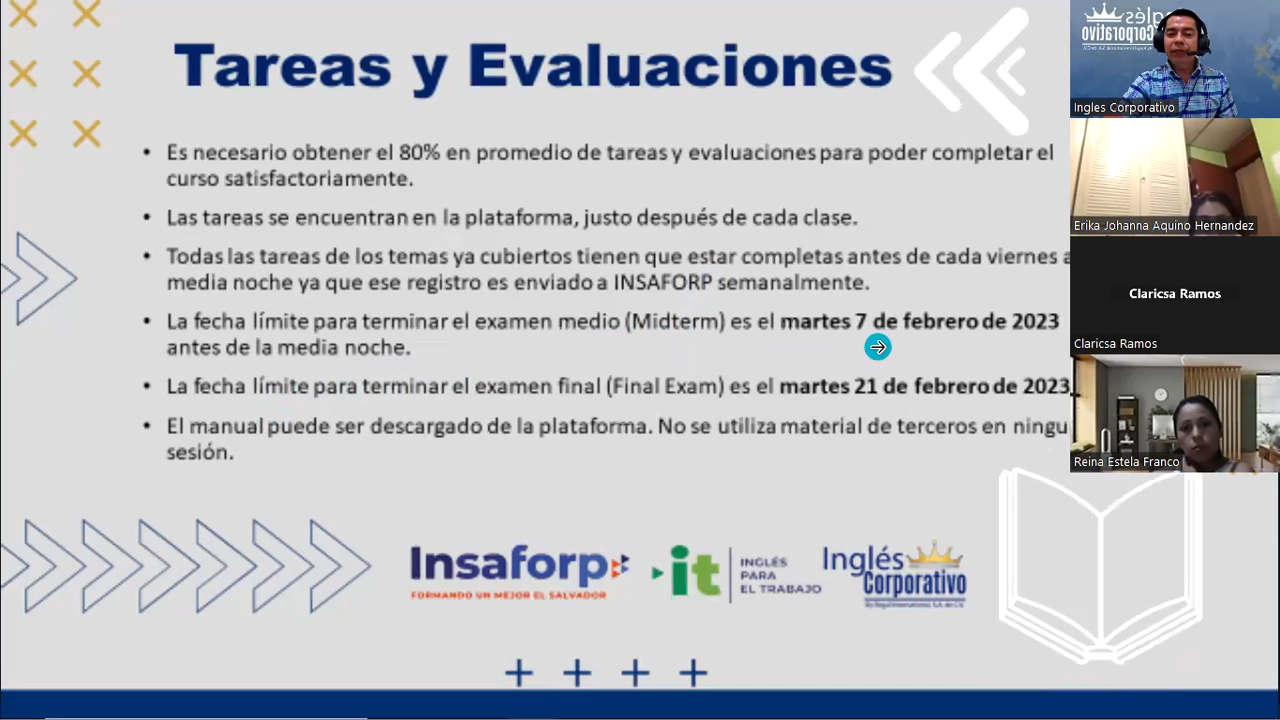 Tareas y Evaluaciones
• Es necesario obtener el 80% en promedio de tareas y evaluaciones para poder completar el
curso satisfactoriamente.
• Las tareas se encuentran en la plataforma, justo después de cada clase.
• Todas las tareas de los temas ya cubiertos tienen que estar completas antes de cada viernes a
media noche ya que ese registro es enviado a INSAFORP semanalmente.
• La fecha límite para terminar el examen medio (Midterm) es el martes 7 de febrero de 2023
antes de la media noche.
• La fecha límite para terminar el examen final (Final Exam) es el martes 21 de febrero de 2023.
• El manual puede ser descargado de la plataforma. No se utiliza material de terceros en ningu
sesión.
Insaforp
FORMANDO UN MEJOR EL SALVADOR
it
INGLÉS
PARA
EL TRABAJO
Inglés
Corporativo
Inglés
Corporativo
Ingles Corporativo
Erika Johanna Aquino Hernandez
Claricsa Ramos
Claricsa Ramos
Reina Estela Franco